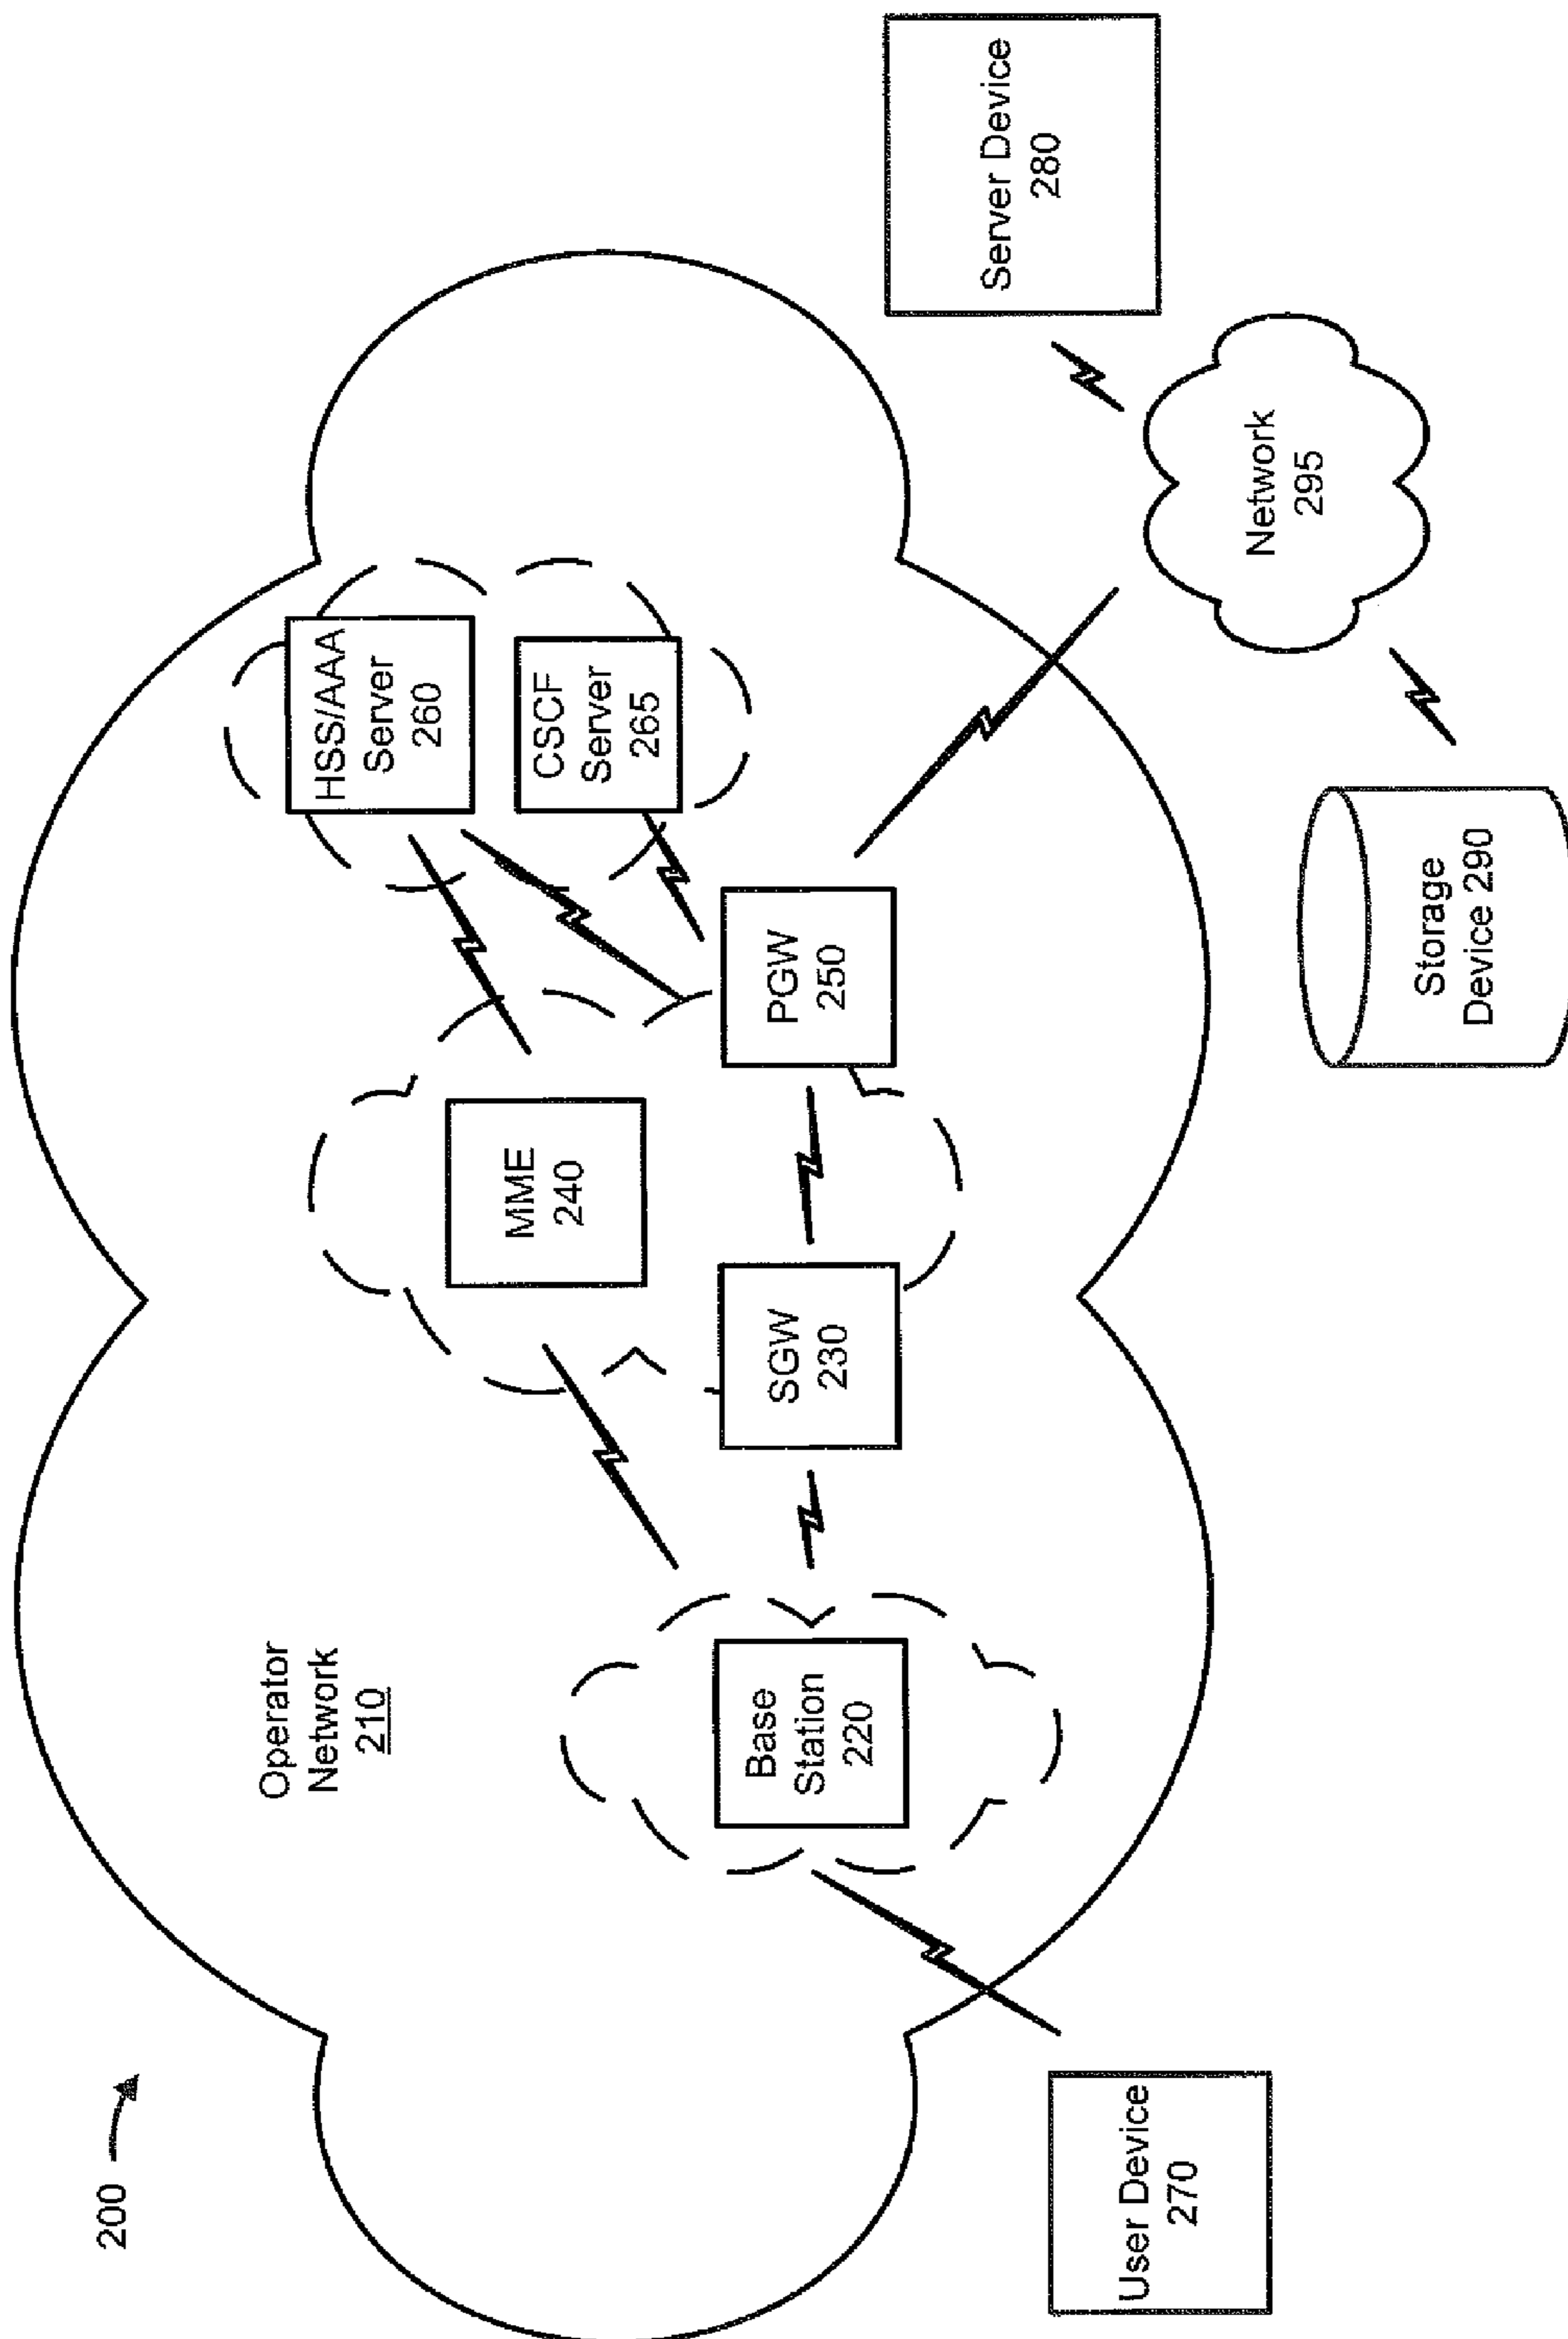 200
Operator
Network
210
HSS/AAA
Server
260
CSCF
Server
265
MME
240
Base
Station
220
SGW
230
PGW
250
User Device
270
Server Device
280
Network
295
Storage
Device 290